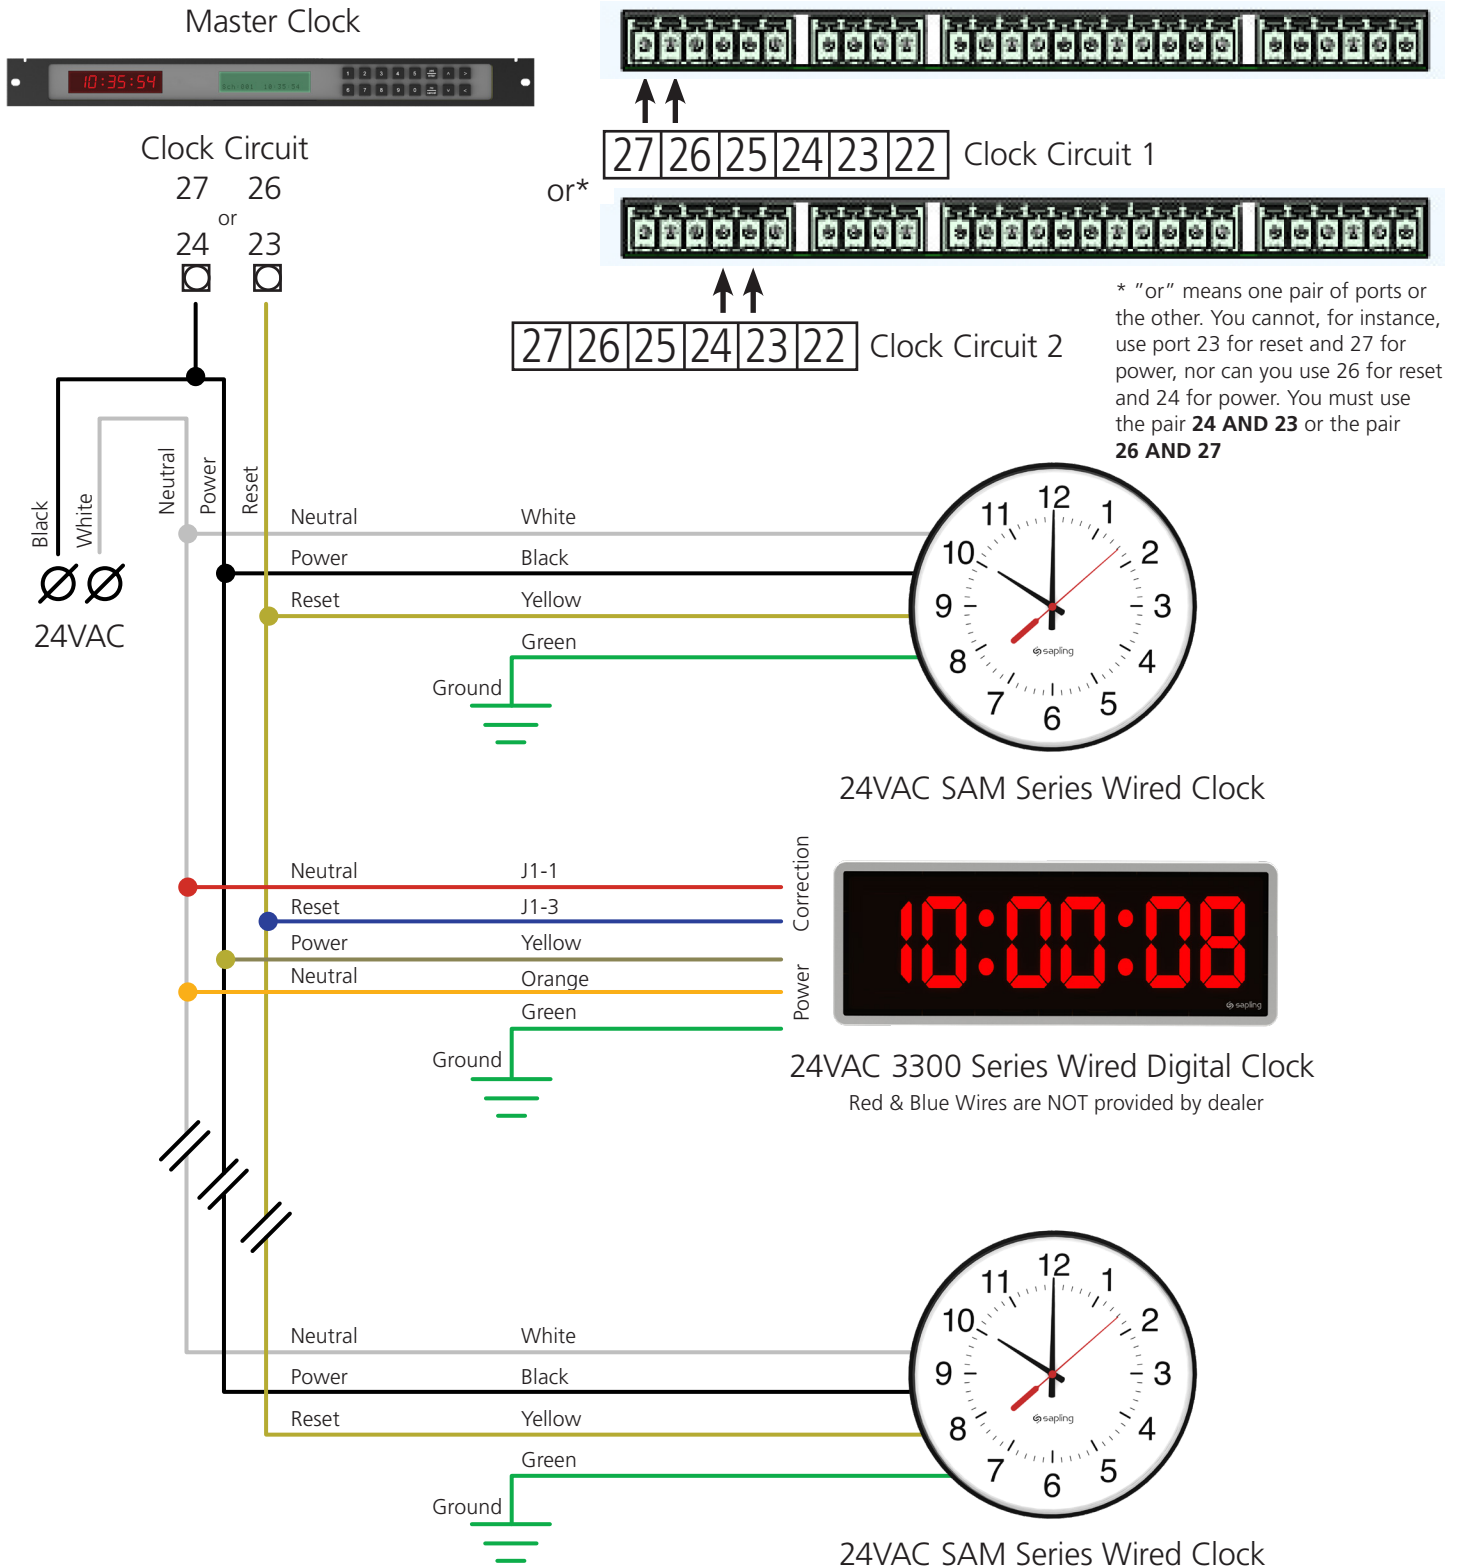 Master Clock
10:35:54
Clock Circuit
27 26
or
24 23
27 26 25 24 23 22 Clock Circuit 1
or*
27 26 25 24 23 22 Clock Circuit 2
* "or" means one pair of ports or
the other. You cannot, for instance,
use port 23 for reset and 27 for
power, nor can you use 26 for reset
and 24 for power. You must use
the pair 24 AND 23 or the pair
26 AND 27
Black
White
Neutral
Power
Reset
24VAC
Neutral White
Power Black
Reset Yellow
Green
Ground
12
1
2
3
4
5
6
7
8
9
10
11
sapling
24VAC SAM Series Wired Clock
Neutral J1-1
Reset J1-3
Power Yellow
Neutral Orange
Green
Ground
Correction
Power
10:00:08
sapling
24VAC 3300 Series Wired Digital Clock
Red & Blue Wires are NOT provided by dealer
Neutral White
Power Black
Reset Yellow
Green
Ground
12
1
2
3
4
5
6
7
8
9
10
11
sapling
24VAC SAM Series Wired Clock